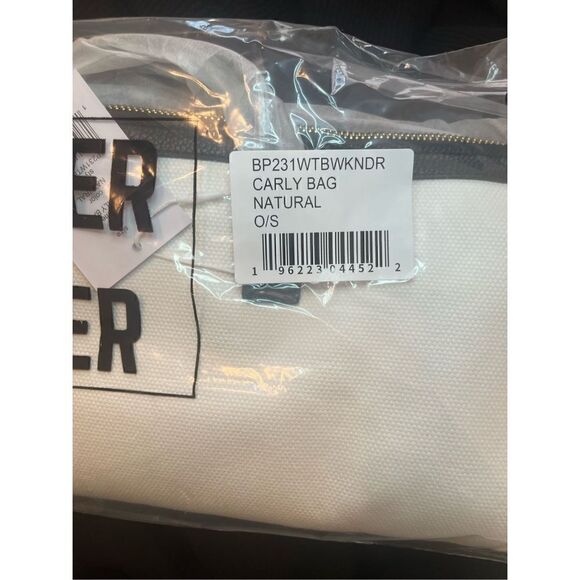 BP231WTBWKNDR
CARLY BAG
NATURAL
O/S
1 96223 04452 2
ER
ER